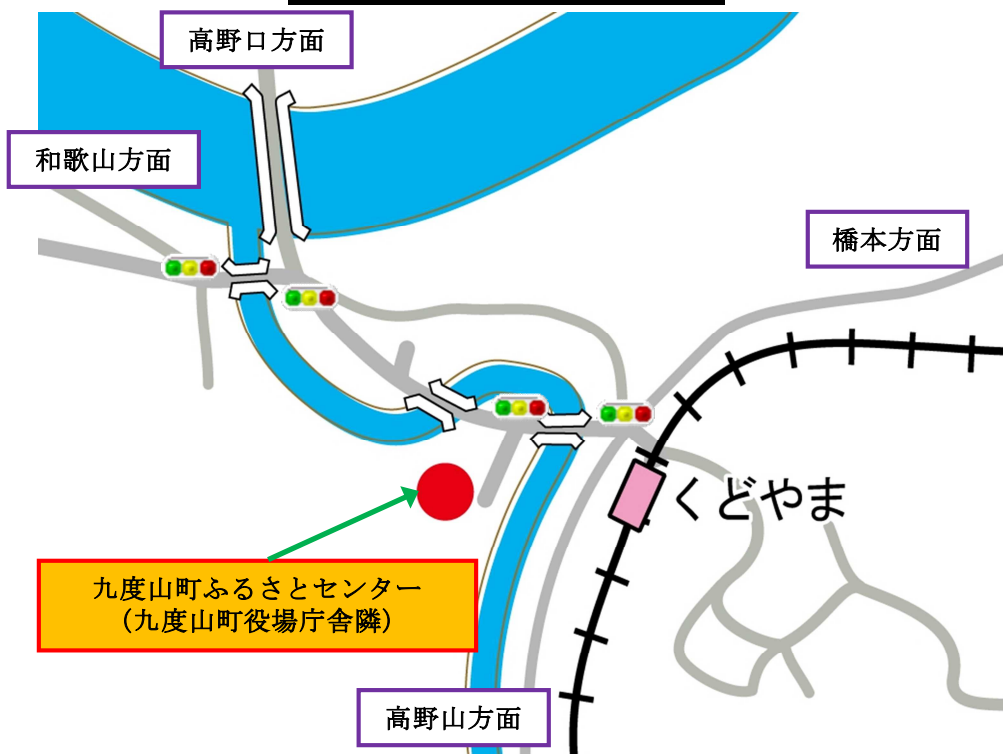 高野口方面
和歌山方面
橋本方面
くどやま
九度山町ふるさとセンター
（九度山町役場庁舎隣）
高野山方面